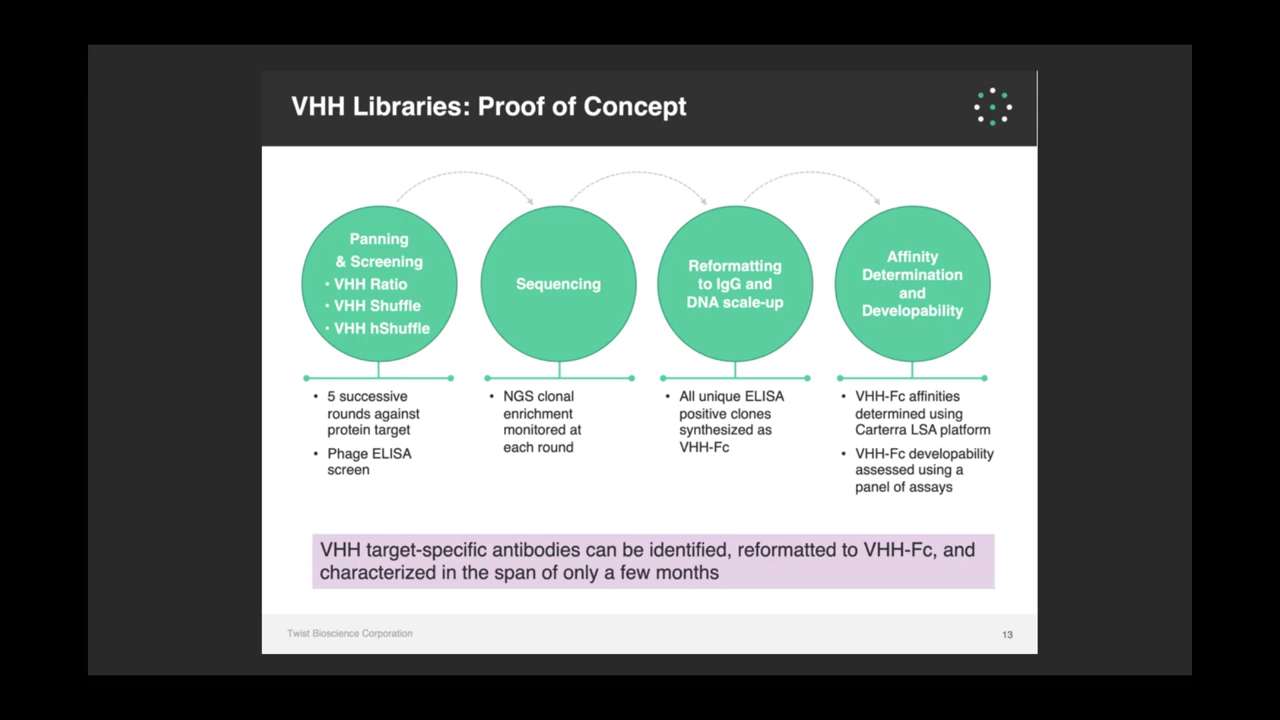 VHH Libraries: Proof of Concept
Panning
& Screening
• VHH Ratio
• VHH Shuffle
• VHH hShuffle
Sequencing
Reformatting
to IgG and
DNA scale-up
Affinity
Determination
and
Developability
• 5 successive
rounds against
protein target
• Phage ELISA
screen
• NGS clonal
enrichment
monitored at
each round
• All unique ELISA
positive clones
synthesized as
VHH-Fc
• VHH-Fc affinities
determined using
Carterra LSA platform
• VHH-Fc developability
assessed using a
panel of assays
VHH target-specific antibodies can be identified, reformatted to VHH-Fc, and
characterized in the span of only a few months
Twist Bioscience Corporation
13